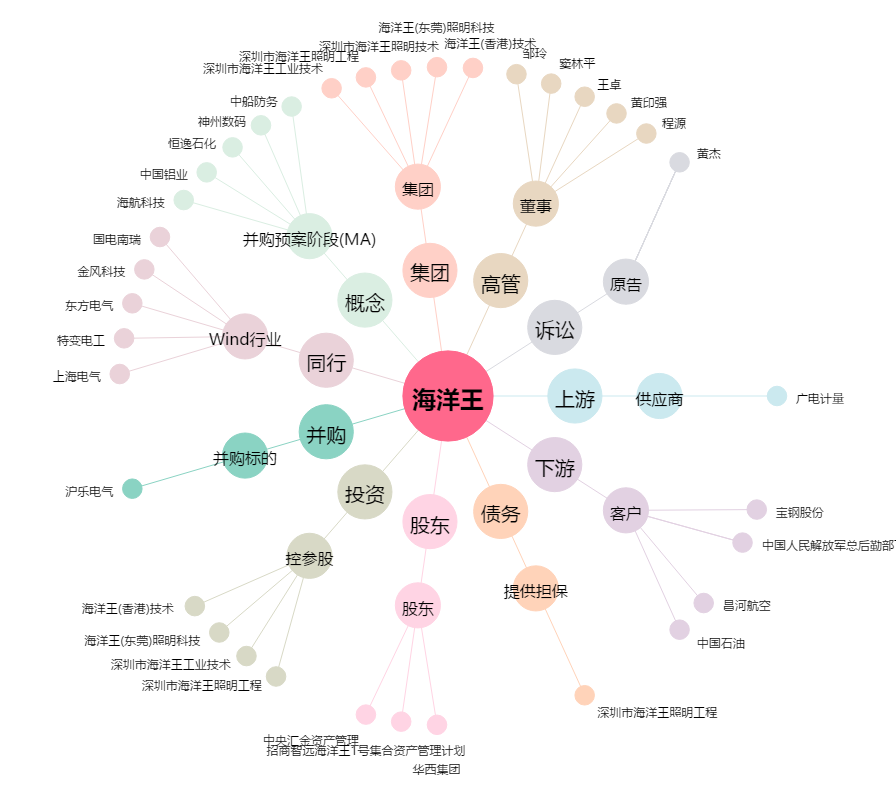 海洋王(东莞)照明科技
深圳市海洋王照明技术
海洋王(香港)技术
深圳市海洋王照明工程
邹玲
深圳市海洋王工业技术
窦林平
王卓
中船防务
黄印强
神州数码
程源
恒逸石化
黄杰
中国铝业
集团
海航科技
董事
国电南瑞
并购预案阶段(MA)
金风科技
集团
高管
原告
东方电气
概念
诉讼
特变电工
Wind行业
同行
上海电气
海洋王
上游
供应商
广电计量
并购
并购标的
下游
沪乐电气
投资
股东
债务
客户
宝钢股份
中国人民解放军总后勤部
控参股
提供担保
海洋王(香港)技术
股东
昌河航空
海洋王(东莞)照明科技
中国石油
深圳市海洋王工业技术
深圳市海洋王照明工程
深圳市海洋王照明工程
中央汇金资产管理
招商智远海洋王1号集合资产管理计划
华西集团